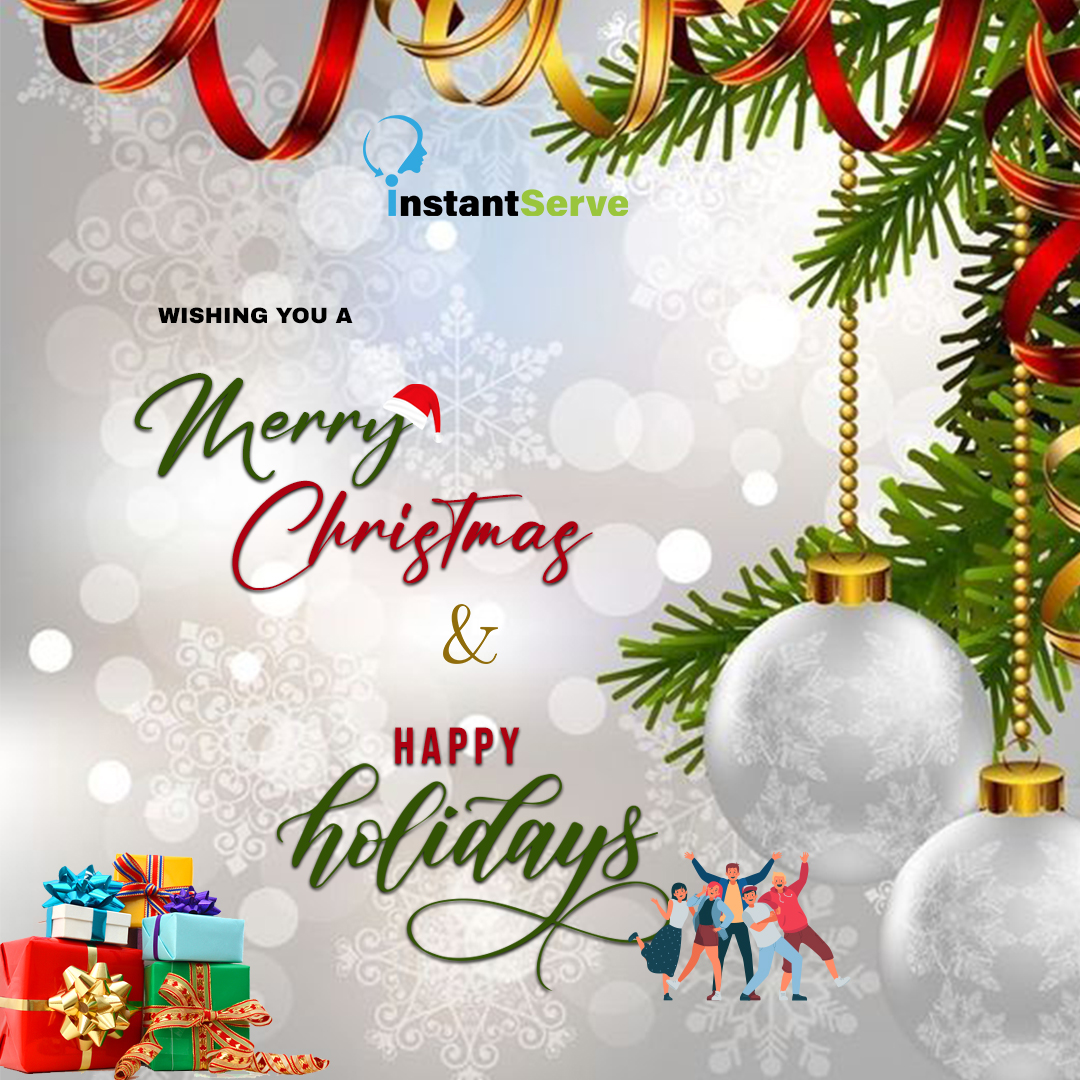 instantServe
WISHING YOU A
Merry
Christmas
&
HAPPY
holidays